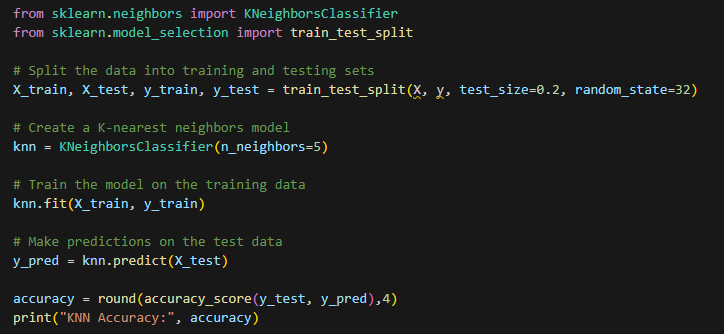 from sklearn.neighbors import KNeighborsClassifier
from sklearn.model_selection import train_test_split
# Split the data into training and testing sets
X_train, X_test, y_train, y_test = train_test_split(X, y, test_size=0.2, random_state=32)
# Create a K-nearest neighbors model
knn = KNeighborsClassifier(n_neighbors=5)
# Train the model on the training data
knn.fit(X_train, y_train)
# Make predictions on the test data
y_pred = knn.predict(X_test)
accuracy = round(accuracy_score(y_test, y_pred),4)
print("KNN Accuracy:", accuracy)